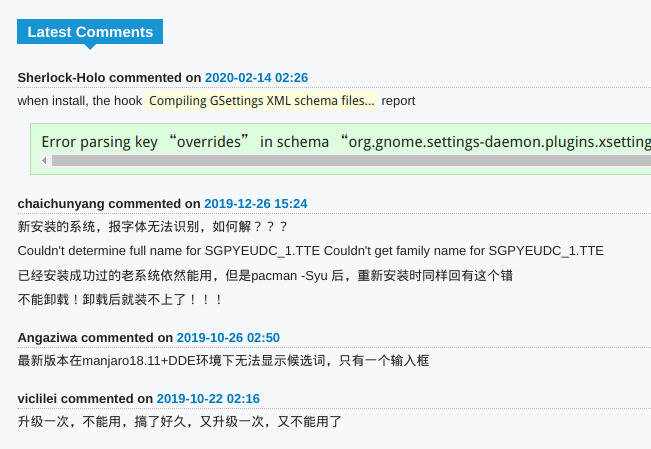 Latest Comments
Sherlock-Holo commented on 2020-02-14 02:26
when install, the hook Compiling GSettings XML schema files... report
Error parsing key “overrides” in schema “org.gnome.settings-daemon.plugins.xsetting
chaichunyang commented on 2019-12-26 15:24
新安装的系统，报字体无法识别，如何解？？？
Couldn't determine full name for SGPYEUDC_1.TTE Couldn't get family name for SGPYEUDC_1.TTE
已经安装成功过的老系统依然能用，但是pacman -Syu 后，重新安装时同样回有这个错
不能卸载！卸载后就装不上了！！！
Angaziwa commented on 2019-10-26 02:50
最新版本在manjaro18.11+DDE环境下无法显示候选词，只有一个输入框
viclilei commented on 2019-10-22 02:16
升级一次，不能用，搞了好久，又升级一次，又不能用了